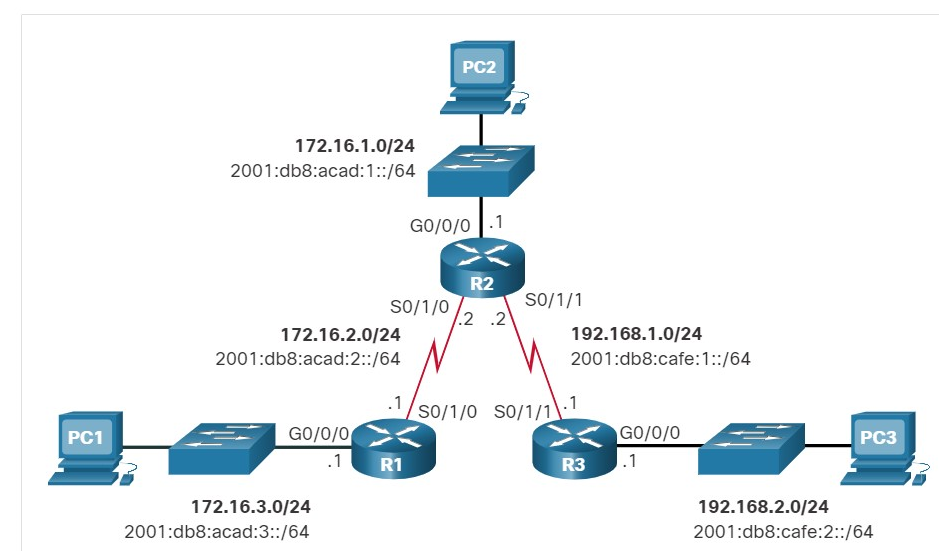 PC2
172.16.1.0/24
2001:db8:acad:1::/64
G0/0/0 .1
R2
S0/1/0 S0/1/1
.2 .2
172.16.2.0/24 192.168.1.0/24
2001:db8:acad:2::/64 2001:db8:cafe:1::/64
.1 S0/1/0 S0/1/1 .1
PC1 G0/0/0 G0/0/0 PC3
.1 R1 R3 .1
172.16.3.0/24 192.168.2.0/24
2001:db8:acad:3::/64 2001:db8:cafe:2::/64